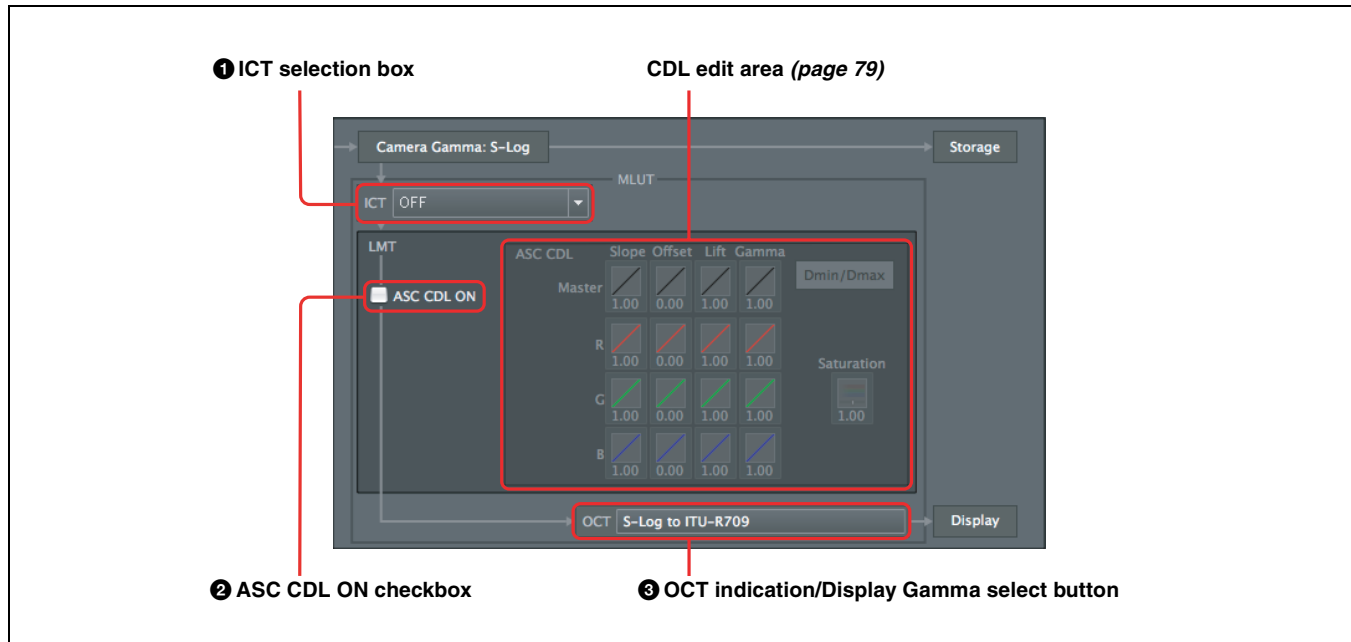 ❶ ICT selection box
CDL edit area (page 79)
Camera Gamma: S-Log
Storage
MLUT
ICT OFF
LMT
ASC CDL ON
ASC CDL Slope Offset Lift Gamma
Master
1.00 0.00 1.00 1.00
Dmin/Dmax
R
1.00 0.00 1.00 1.00
Saturation
1.00
G
1.00 0.00 1.00 1.00
B
1.00 0.00 1.00 1.00
OCT S-Log to ITU-R709
Display
❷ ASC CDL ON checkbox
❸ OCT indication/Display Gamma select button